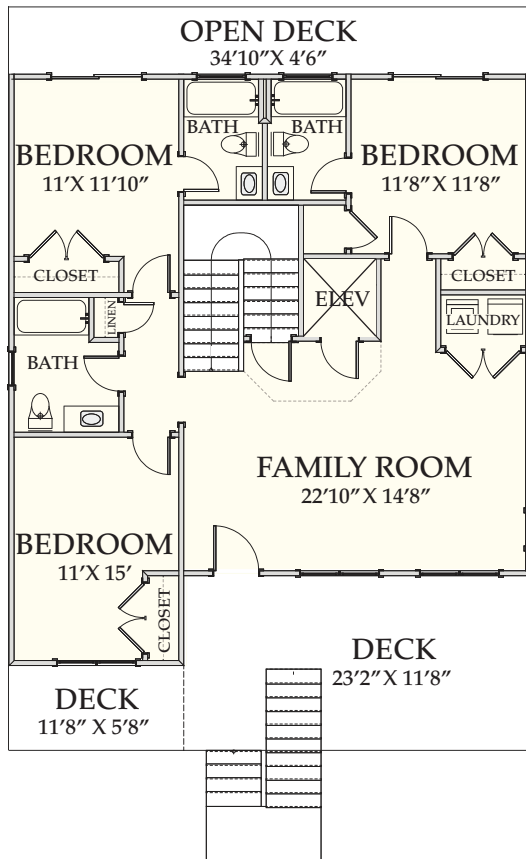 OPEN DECK
34'10" X 4'6"
BATH
BATH
BEDROOM
11'X 11'10"
BEDROOM
11'8" X 11'8"
CLOSET
CLOSET
ELEV
LINEN
LAUNDRY
BATH
FAMILY ROOM
22'10" X 14'8"
BEDROOM
11'X 15'
CLOSET
DECK
23'2" X 11'8"
DECK
11'8" X 5'8"